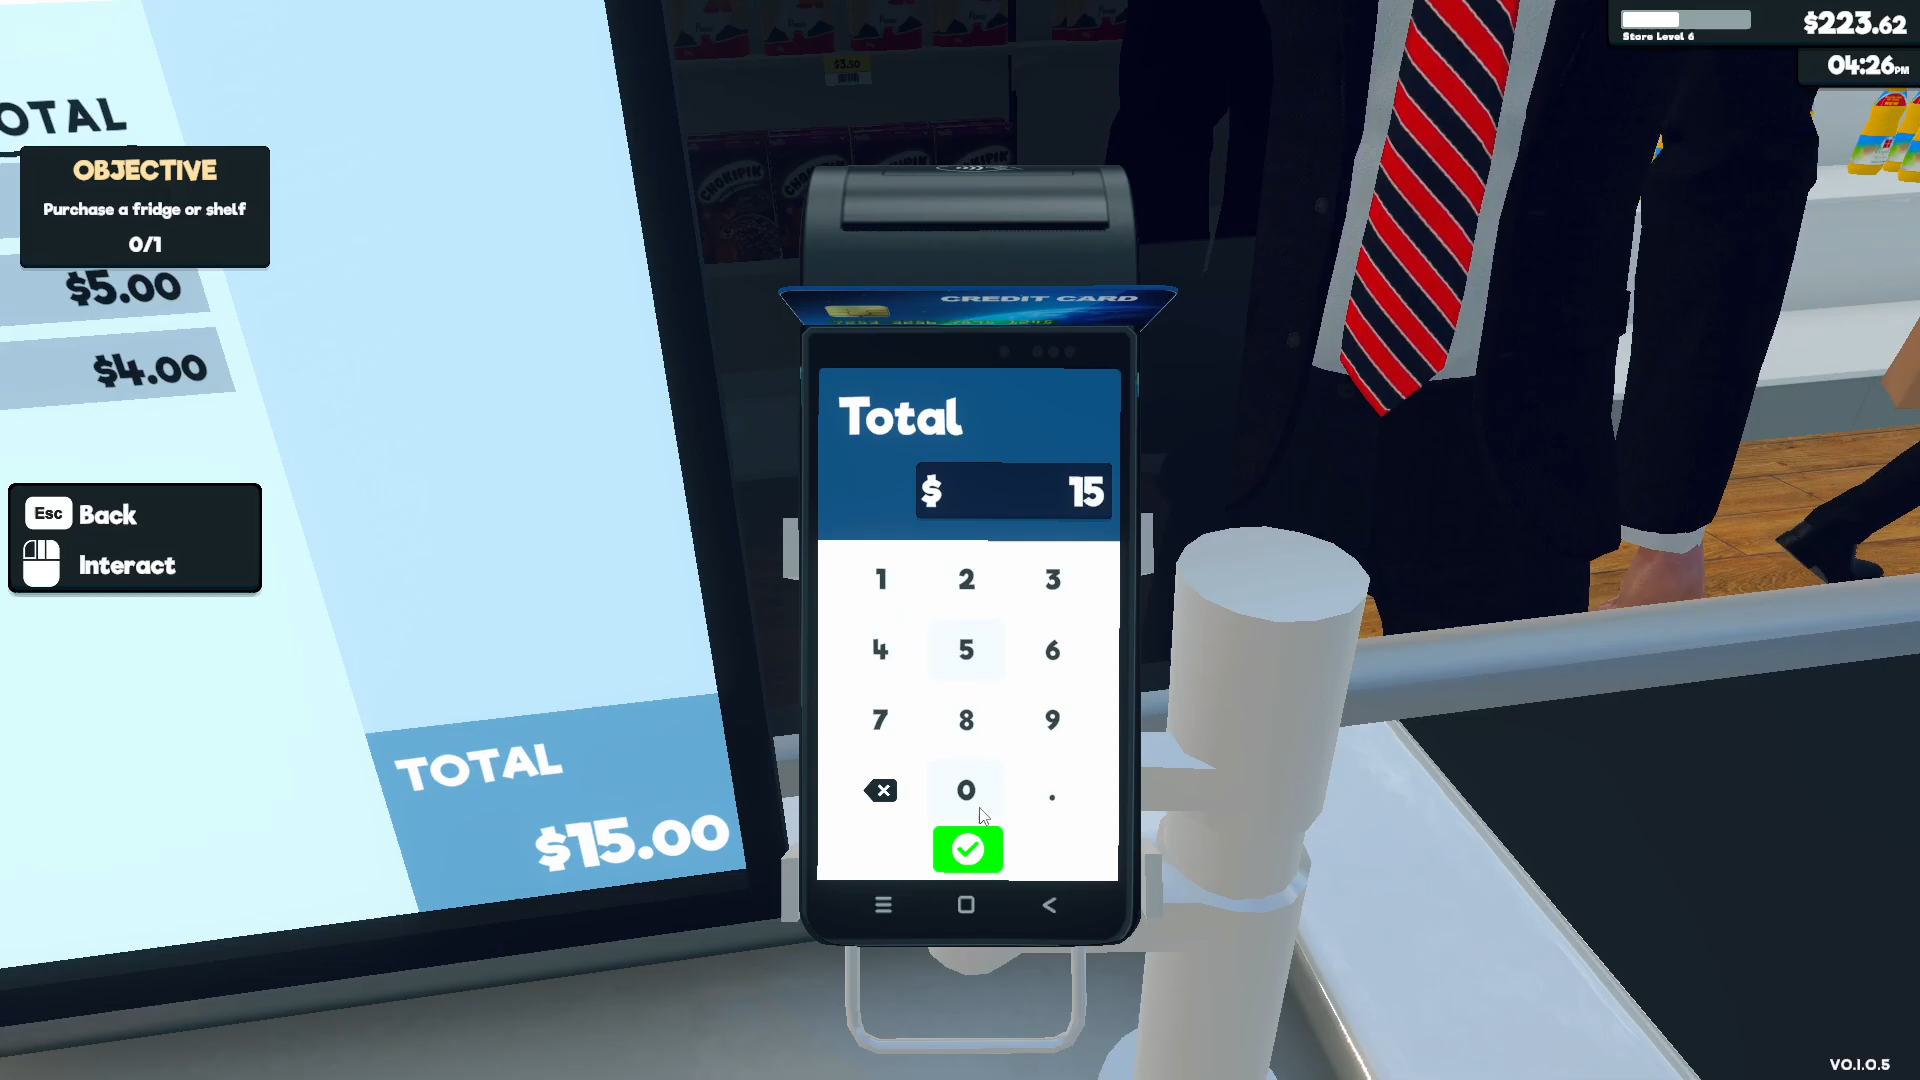 $223.62
Store Level 6
04:26PM
OTAL
OBJECTIVE
Purchase a fridge or shelf
0/1
$5.00
$4.00
Esc Back
Interact
TOTAL
$15.00
$3.50
CHOKIPIK
CHOKIPIK
CREDIT CARD
Total
$ 15
1 2 3
4 5 6
7 8 9
0 .
V0.1.0.5